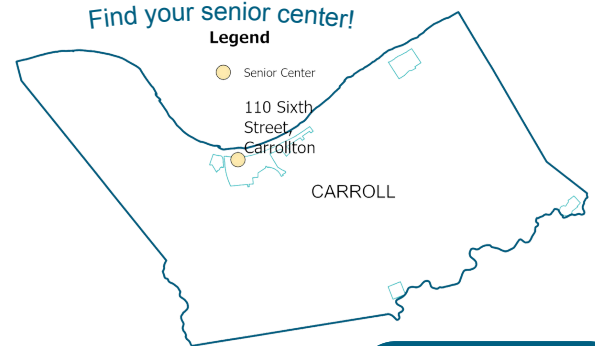 Find your senior center!
Legend
Senior Center
110 Sixth
Street,
Carrollton
CARROLL